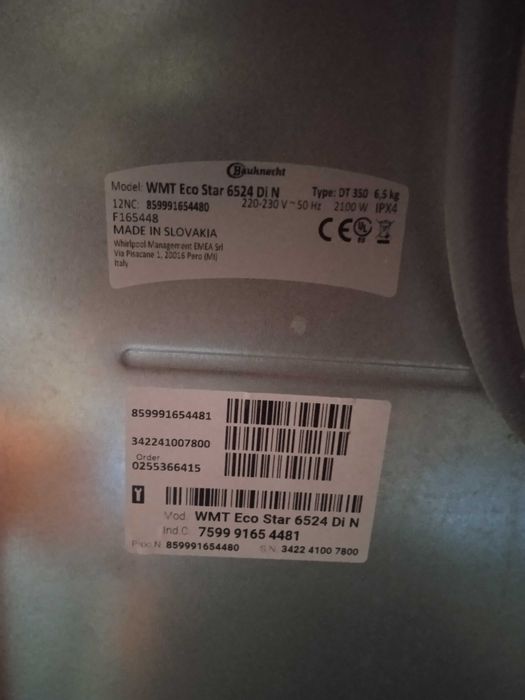 Bauknecht
Model: WMT Eco Star 6524 Di N Type: DT 350 6,5 kg
12NC: 859991654480 220-230 V ~ 50 Hz 2100 W IPX4
F165448
MADE IN SLOVAKIA
Whirlpool Management EMEA Srl
Via Pisacane 1, 20016 Pero (MI)
Italy
CE
859991654481
342241007800
Order
0255366415
Mod. WMT Eco Star 6524 Di N
Ind.C. 7599 9165 4481
859991654480 S.N. 3422 4100 7800